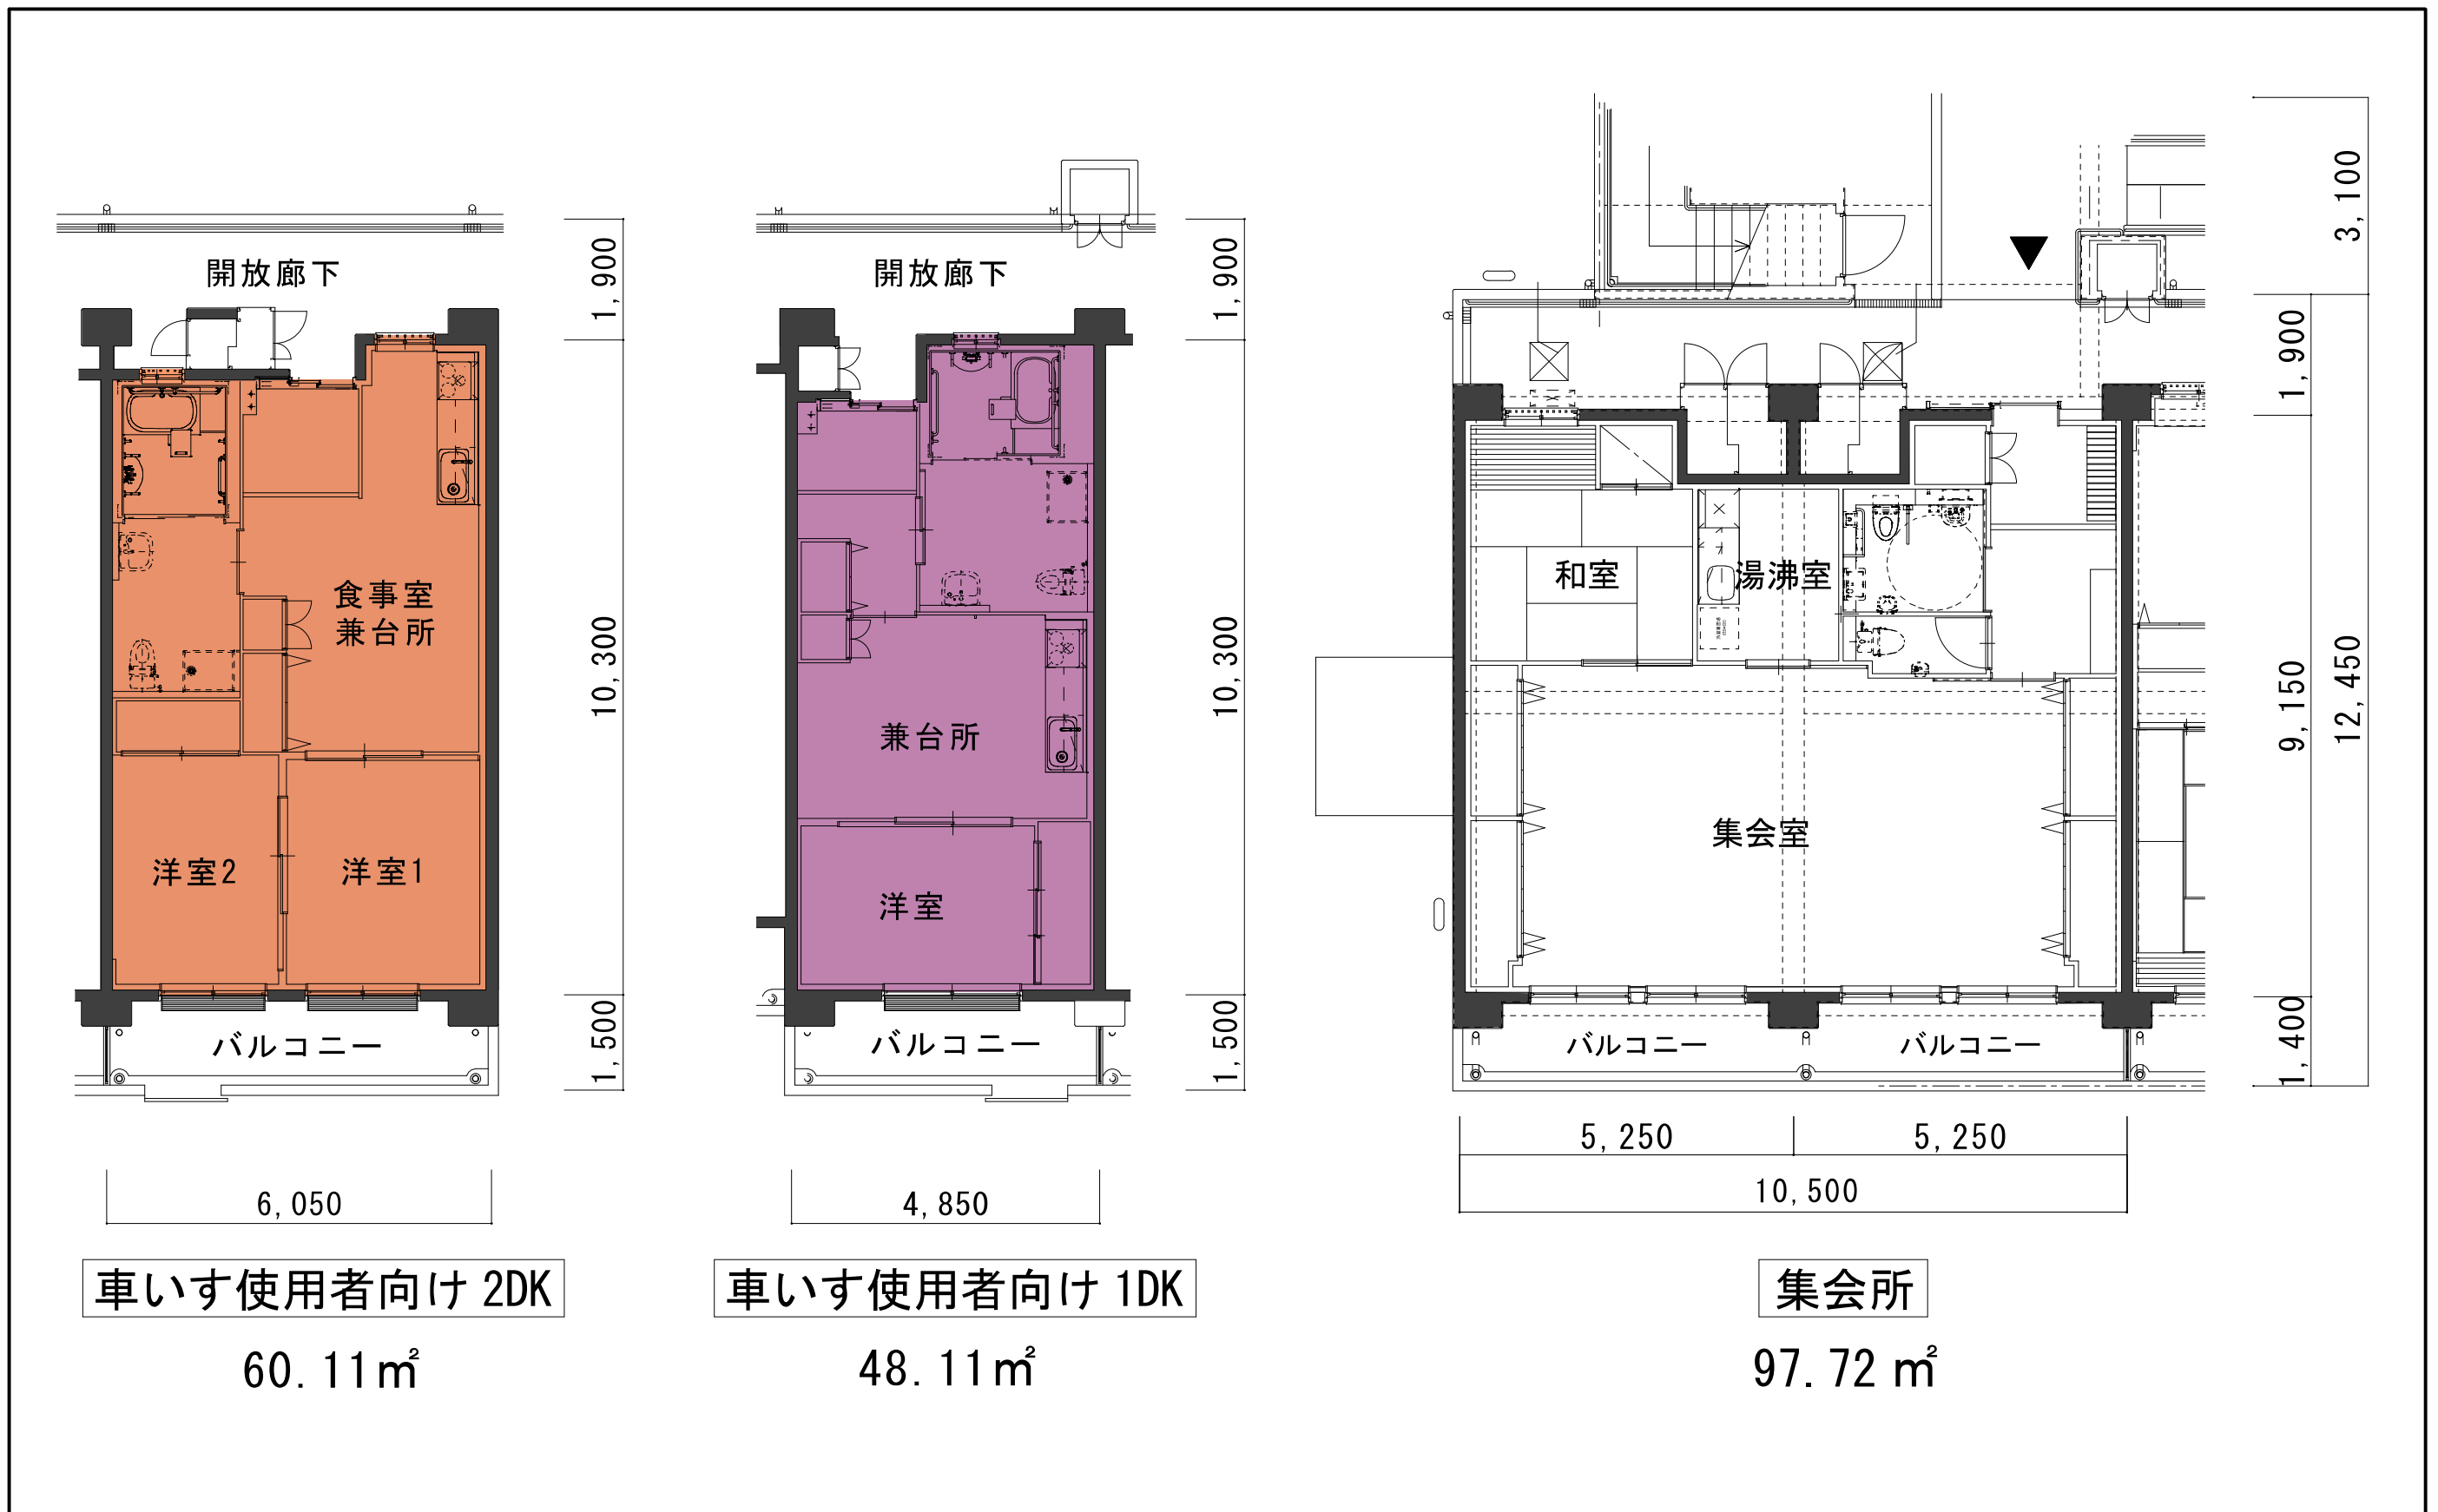 開放廊下
1,900
食事室
兼台所
10,300
洋室2
洋室1
バルコニー
1,500
6,050
車いす使用者向け 2DK
60.11㎡
開放廊下
1,900
兼台所
10,300
洋室
バルコニー
1,500
4,850
車いす使用者向け 1DK
48.11㎡
3,100
1,900
和室
湯沸室
9,150
12,450
集会室
バルコニー
バルコニー
1,400
5,250
5,250
10,500
集会所
97.72 ㎡